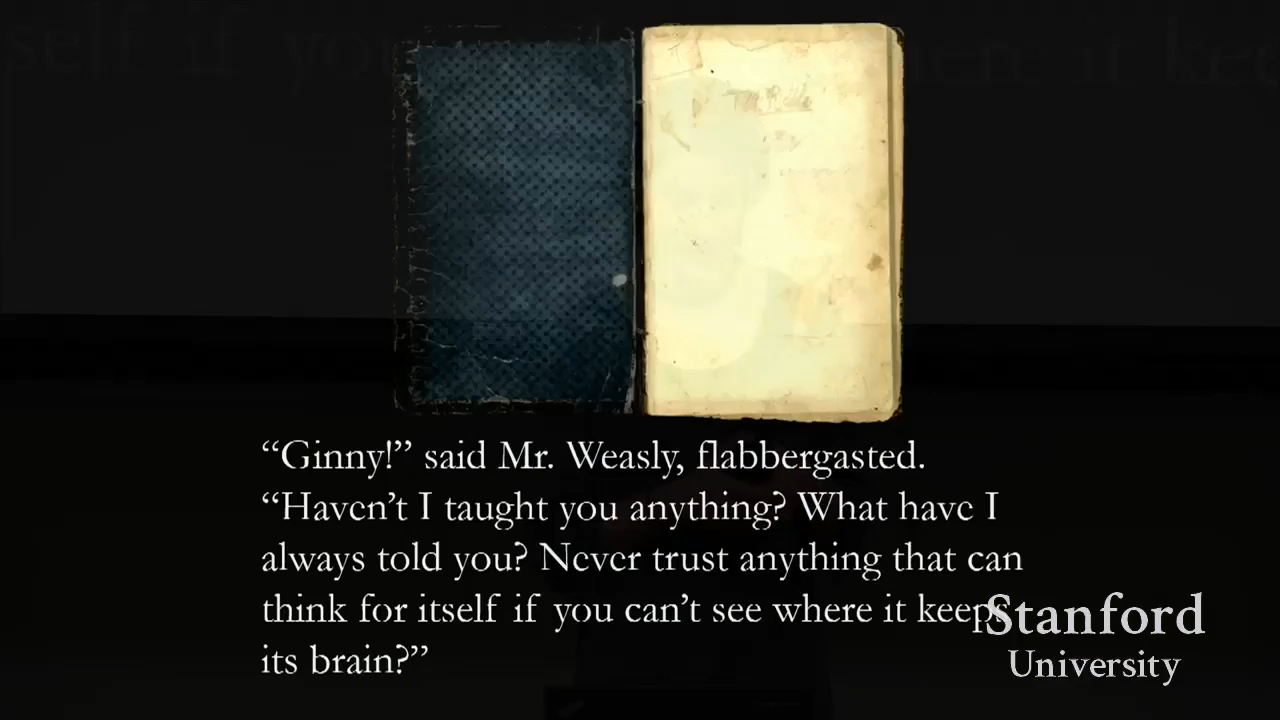 “Ginny!” said Mr. Weasly, flabbergasted.
“Haven’t I taught you anything? What have I
always told you? Never trust anything that can
think for itself if you can’t see where it keeps
its brain?”
Stanford
University